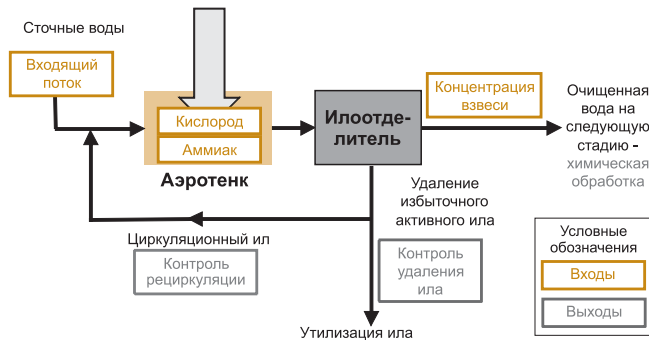 Сточные воды
Входящий
поток
Кислород
Аммиак
Аэротенк
Илоотде-
литель
Концентрация
взвеси
Очищенная
вода на
следующую
стадию -
химическая
обработка
Удаление
избыточного
активного ила
Циркуляционный ил
Контроль
рециркуляции
Контроль
удаления
ила
Утилизация ила
Условные
обозначения
Входы
Выходы